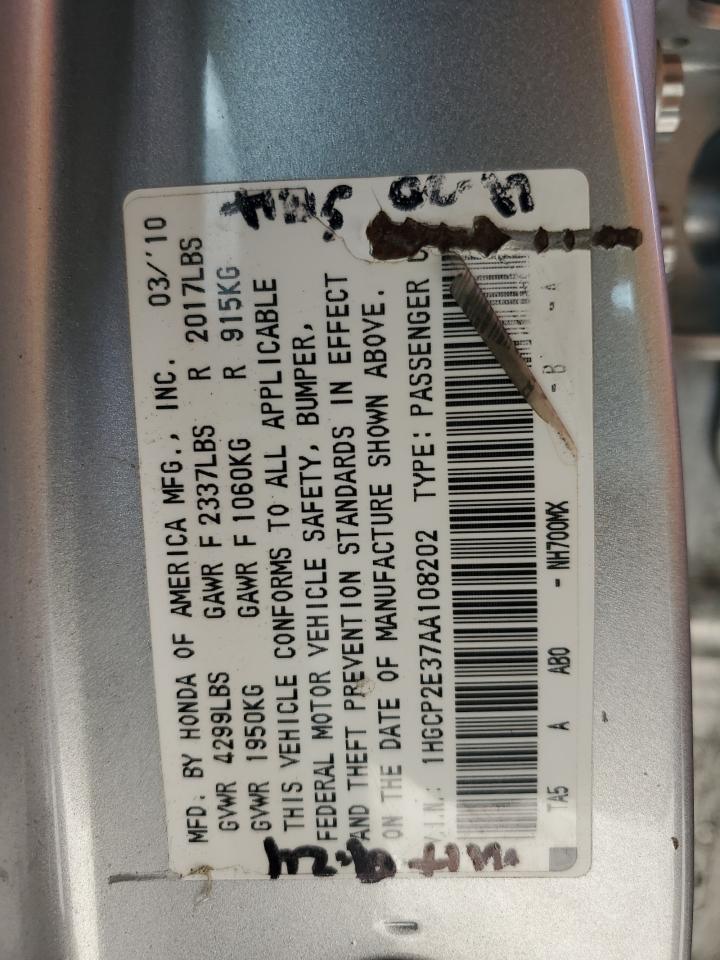 MFD. BY HONDA OF AMERICA MFG., INC. 03/'10
GVWR 4299LBS GAWR F 2337LBS R 2017LBS
GVWR 1950KG GAWR F 1060KG R 915KG
THIS VEHICLE CONFORMS TO ALL APPLICABLE
FEDERAL MOTOR VEHICLE SAFETY, BUMPER,
AND THEFT PREVENTION STANDARDS IN EFFECT
ON THE DATE OF MANUFACTURE SHOWN ABOVE.
V.I.N.: 1HGCP2E37AA108202 TYPE: PASSENGER
TA5 A AB0 - NH700MX -B -A